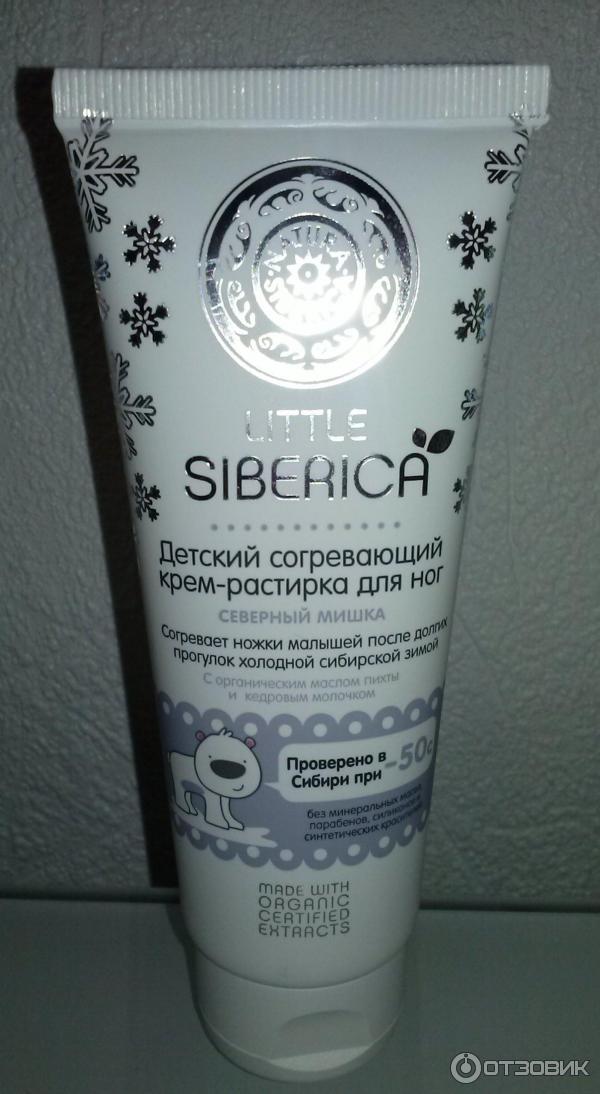 NATURA
SIBERICA
LITTLE
SIBERICA
Детский согревающий
крем-растирка для ног
СЕВЕРНЫЙ МИШКА
Согревает ножки малышей после долгих
прогулок холодной сибирской зимой
С органическим маслом пихты
и кедровым молочком
Проверено в
Сибири при -50с
без минеральных масел,
парабенов, силиконов и
синтетических красителей
MADE WITH
ORGANIC
CERTIFIED
EXTRACTS
ОТЗОВИК